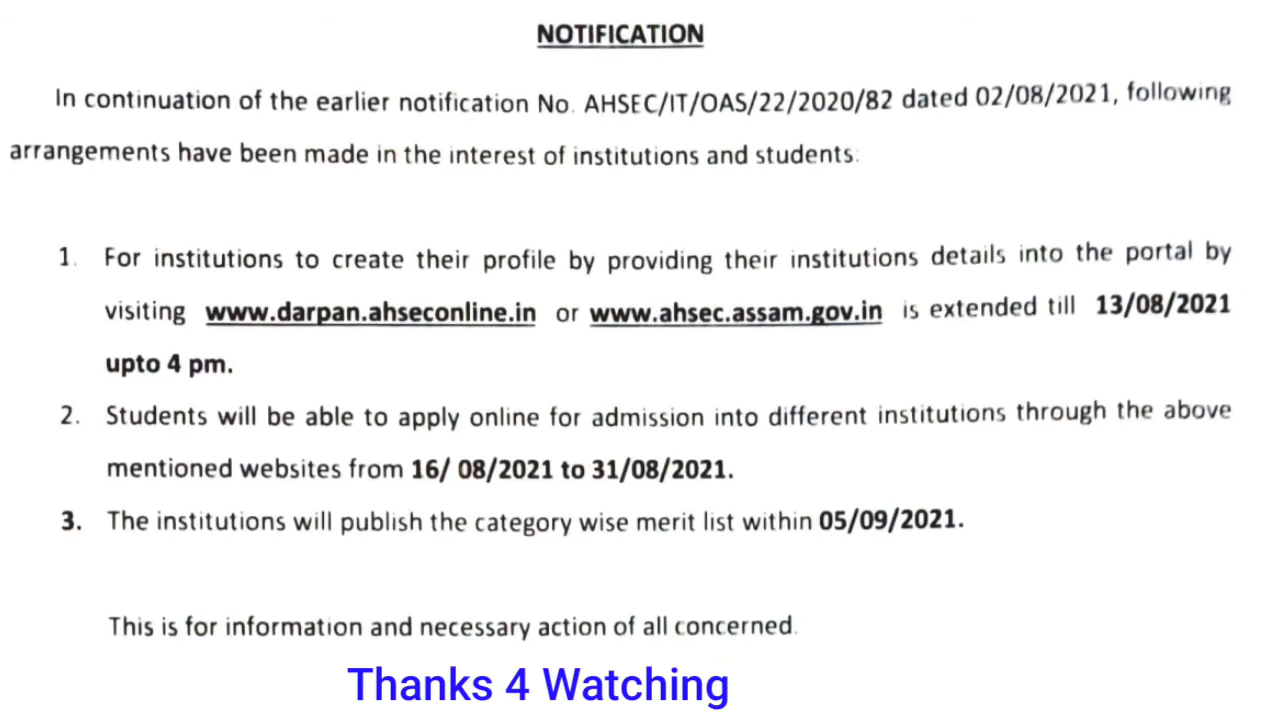 NOTIFICATION
In continuation of the earlier notification No. AHSEC/IT/OAS/22/2020/82 dated 02/08/2021, following
arrangements have been made in the interest of institutions and students:
1. For institutions to create their profile by providing their institutions details into the portal by
visiting www.darpan.ahseconline.in or www.ahsec.assam.gov.in is extended till 13/08/2021
upto 4 pm.
2. Students will be able to apply online for admission into different institutions through the above
mentioned websites from 16/ 08/2021 to 31/08/2021.
3. The institutions will publish the category wise merit list within 05/09/2021.
This is for information and necessary action of all concerned.
Thanks 4 Watching